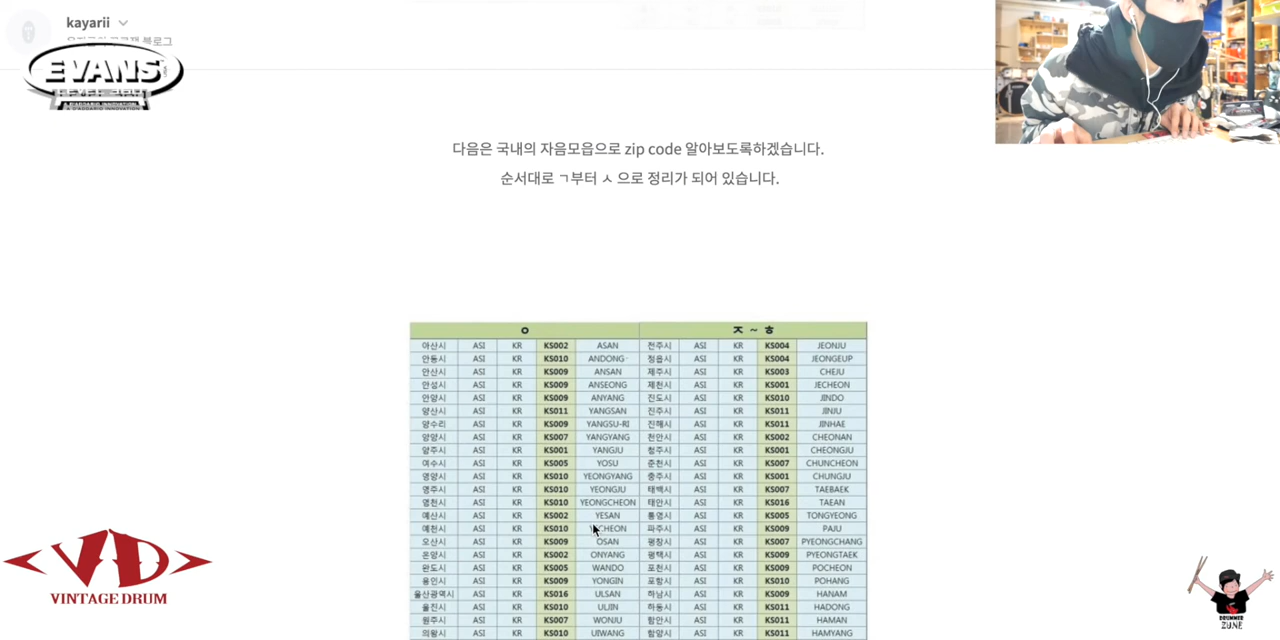 kayarii
EVANS
다음은 국내의 자음모음으로 zip code 알아보도록하겠습니다.
순서대로 ㄱ부터 ㅅ 으로 정리가 되어 있습니다.
ㅇ ㅈ ~ ㅎ
아산시 ASI KR KS002 ASAN 전주시 ASI KR KS004 JEONJU
안동시 ASI KR KS010 ANDONG 정읍시 ASI KR KS004 JEONGEUP
안산시 ASI KR KS009 ANSAN 제주시 ASI KR KS003 CHEJU
안성시 ASI KR KS009 ANSEONG 제천시 ASI KR KS001 JECHEON
안양시 ASI KR KS009 ANYANG 진도시 ASI KR KS010 JINDO
양산시 ASI KR KS011 YANGSAN 진주시 ASI KR KS011 JINJU
양수리 ASI KR KS009 YANGSU-RI 진해시 ASI KR KS011 JINHAE
양양시 ASI KR KS007 YANGYANG 천안시 ASI KR KS002 CHEONAN
양주시 ASI KR KS001 YANGJU 청주시 ASI KR KS001 CHEONGJU
여수시 ASI KR KS005 YOSU 춘천시 ASI KR KS007 CHUNCHEON
영양시 ASI KR KS010 YEONGYANG 충주시 ASI KR KS001 CHUNGJU
영주시 ASI KR KS010 YEONGJU 태백시 ASI KR KS007 TAEBAEK
영천시 ASI KR KS010 YEONGCHEON 태안시 ASI KR KS016 TAEAN
예산시 ASI KR KS002 YESAN 통영시 ASI KR KS005 TONGYEONG
예천시 ASI KR KS010 파주시 ASI KR KS009 PAJU
오산시 ASI KR KS009 OSAN 평창시 ASI KR KS007 PYEONGCHANG
온양시 ASI KR KS002 ONYANG 평택시 ASI KR KS009 PYEONGTAEK
완도시 ASI KR KS005 WANDO 포천시 ASI KR KS009 POCHEON
용인시 ASI KR KS009 YONGIN 포항시 ASI KR KS010 POHANG
울산광역시 ASI KR KS016 ULSAN 하남시 ASI KR KS009 HANAM
울진시 ASI KR KS010 ULJIN 하동시 ASI KR KS011 HADONG
원주시 ASI KR KS007 WONJU 함안시 ASI KR KS011 HAMAN
의왕시 ASI KR KS010 UIWANG 함양시 ASI KR KS011 HAMYANG
VD
VINTAGE DRUM
DRUMMER
ZUNE